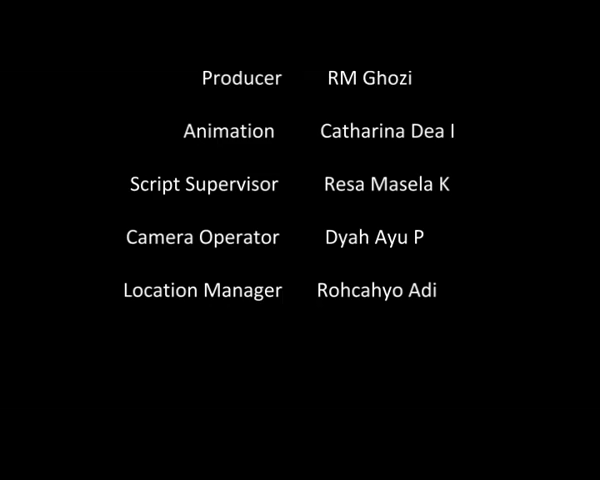 Producer RM Ghozi
Animation Catharina Dea I
Script Supervisor Resa Masela K
Camera Operator Dyah Ayu P
Location Manager Rohcahyo Adi